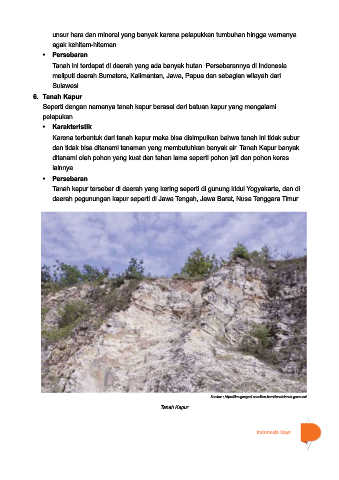 unsur hara dan mineral yang banyak karena pelapukkan tumbuhan hingga warnanya
agak kehitam-hitaman
• Persebaran
Tanah ini terdapat di daerah yang ada banyak hutan Persebarannya di Indonesia
meliputi daerah Sumatera, Kalimantan, Jawa, Papua dan sebagian wilayah dari
Sulawesi
6. Tanah Kapur
Seperti dengan namanya tanah kapur berasal dari batuan kapur yang mengalami
pelapukan
• Karakteristik
Karena terbentuk dari tanah kapur maka bisa disimpulkan bahwa tanah ini tidak subur
dan tidak bisa ditanami tanaman yang membutuhkan banyak air Tanah Kapur banyak
ditanami oleh pohon yang kuat dan tahan lama seperti pohon jati dan pohon keras
lainnya
• Persebaran
Tanah kapur tersebar di daerah yang kering seperti di gunung kidul Yogyakarta, dan di
daerah pegunungan kapur seperti di Jawa Tengah, Jawa Barat, Nusa Tenggara Timur
Tanah Kapur